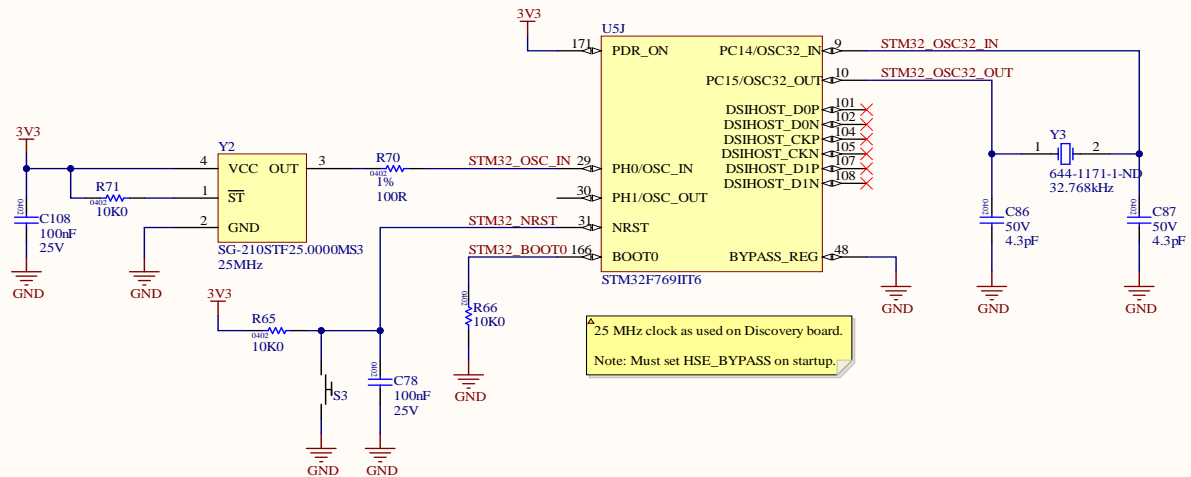 3V3
U5J
171
PDR_ON
PC14/OSC32_IN
9
STM32_OSC32_IN
PC15/OSC32_OUT
10
STM32_OSC32_OUT
DSIHOST_D0P
101
DSIHOST_D0N
102
DSIHOST_CKP
104
DSIHOST_CKN
105
DSIHOST_D1P
107
DSIHOST_D1N
108
3V3
Y2
4
VCC
OUT
3
R70
0402
1%
100R
STM32_OSC_IN
29
PH0/OSC_IN
Y3
1
2
644-1171-1-ND
32.768kHz
R71
0402
10K0
1
ST
30
PH1/OSC_OUT
0402
C108
100nF
25V
2
GND
SG-210STF25.0000MS3
25MHz
STM32_NRST
31
NRST
0402
C86
50V
4.3pF
0402
C87
50V
4.3pF
STM32_BOOT0
166
BOOT0
BYPASS_REG
48
STM32F769IIT6
GND
GND
GND
GND
GND
3V3
R65
0402
10K0
0402
R66
10K0
25 MHz clock as used on Discovery board.
Note: Must set HSE_BYPASS on startup.
S3
0402
C78
100nF
25V
GND
GND
GND